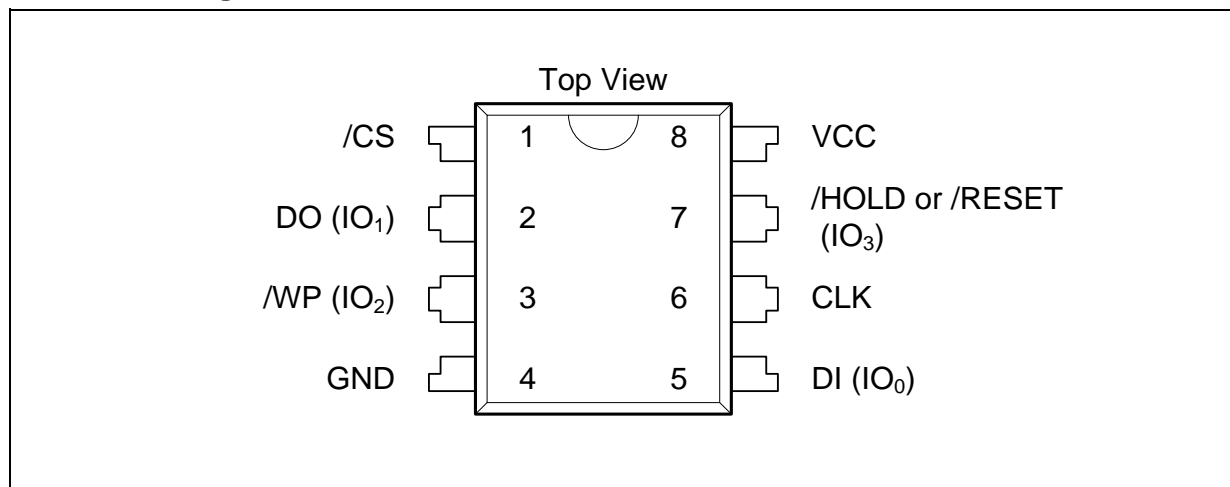 Top View
/CS 1 8 VCC
DO (IO₁) 2 7 /HOLD or /RESET
(IO₃)
/WP (IO₂) 3 6 CLK
GND 4 5 DI (IO₀)